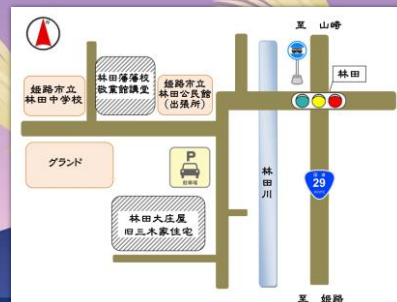 至 山崎
林田
林田藩藩校
敬業館講堂
姫路市立
林田中学校
姫路市立
林田公民館
(出張所)
グランド
P
駐車場
林田川
国道
29
林田大庄屋
旧三木家住宅
至 姫路